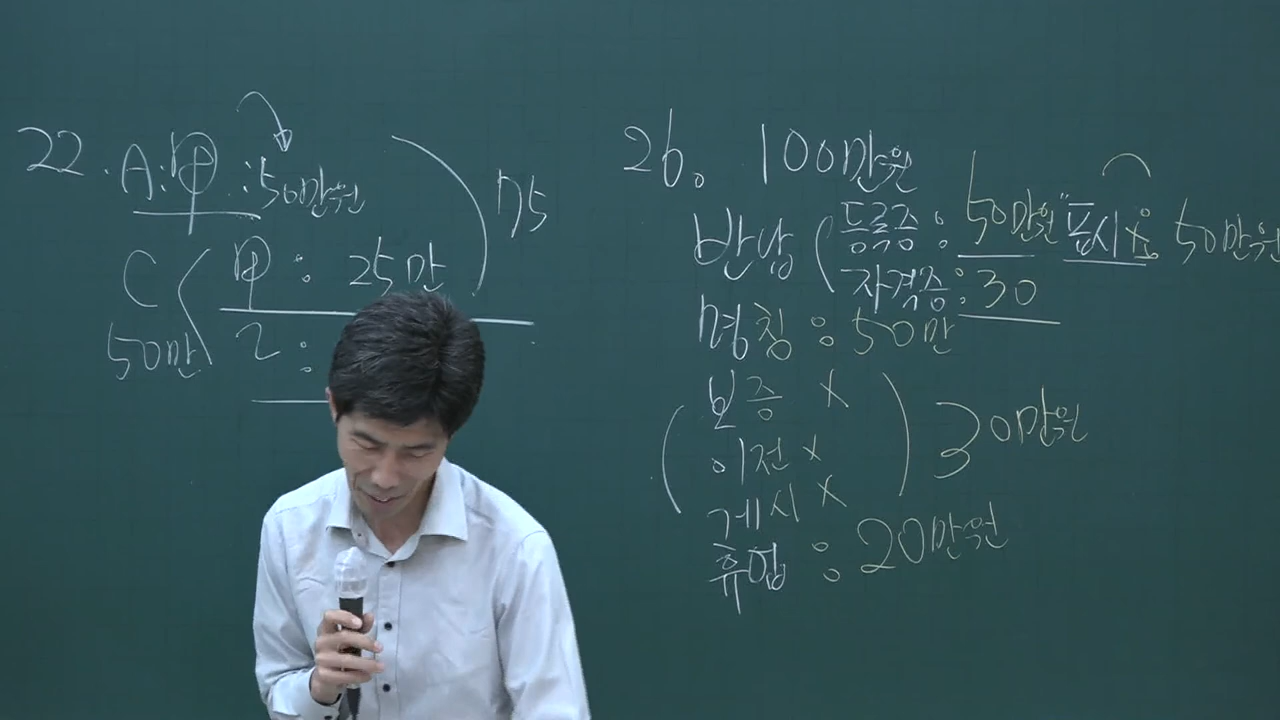 22. A: 甲 : 50만원
C 甲 : 25만
75
50만 2 :
26. 100만원
반납 등록증 : 50만원 "표시 50만원
자격증 : 30
명칭 : 50만
보증 X
이전 X
30만원
게시 X
휴업 : 20만원